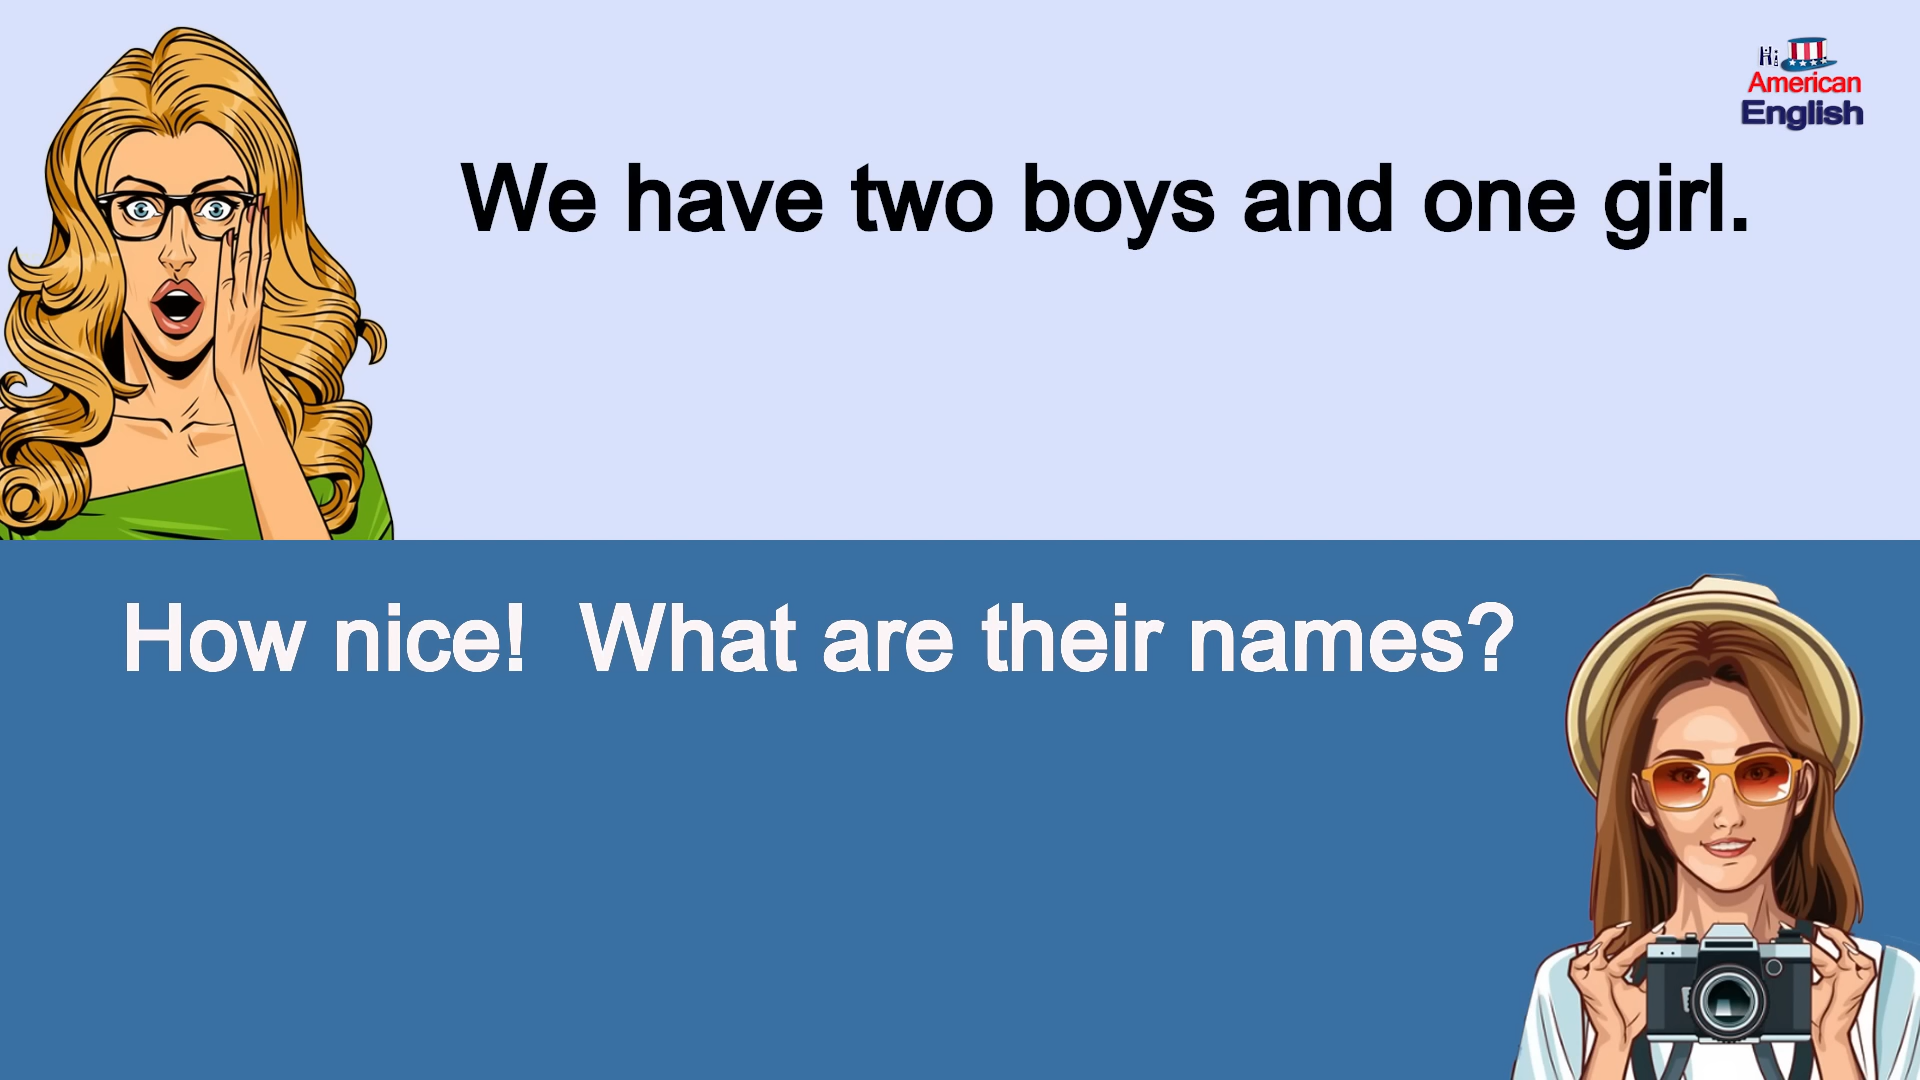 Hi
American
English
We have two boys and one girl.
How nice!  What are their names?